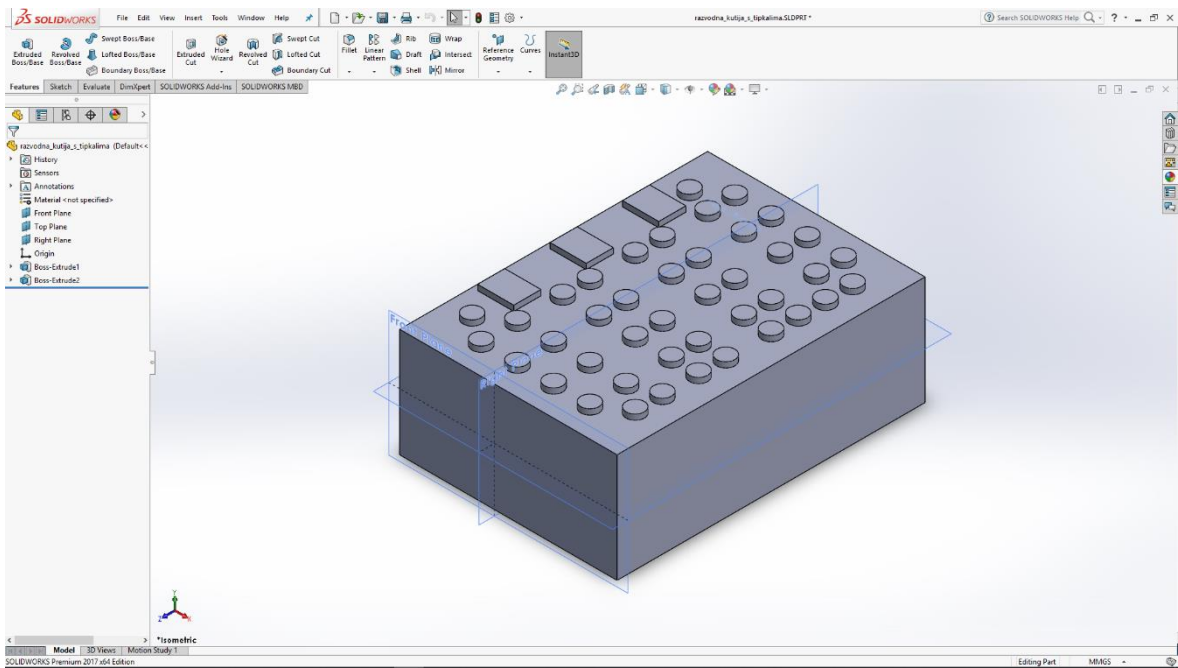 SOLIDWORKS File Edit View Insert Tools Window Help razvodna_kutija_s_tipkalima.SLDPRT * Search SOLIDWORKS Help
Extruded Boss/Base
Revolved Boss/Base
Swept Boss/Base
Lofted Boss/Base
Boundary Boss/Base
Extruded Cut
Hole Wizard
Revolved Cut
Swept Cut
Lofted Cut
Boundary Cut
Fillet
Linear Pattern
Rib
Draft
Shell
Wrap
Intersect
Mirror
Reference Geometry
Curves
Instant3D
Features Sketch Evaluate DimXpert SOLIDWORKS Add-Ins SOLIDWORKS MBD
razvodna_kutija_s_tipkalima (Default<<
History
Sensors
Annotations
Material <not specified>
Front Plane
Top Plane
Right Plane
Origin
Boss-Extrude1
Boss-Extrude2
*Isometric
Model 3D Views Motion Study 1
SOLIDWORKS Premium 2017 x64 Edition Editing Part MMGS